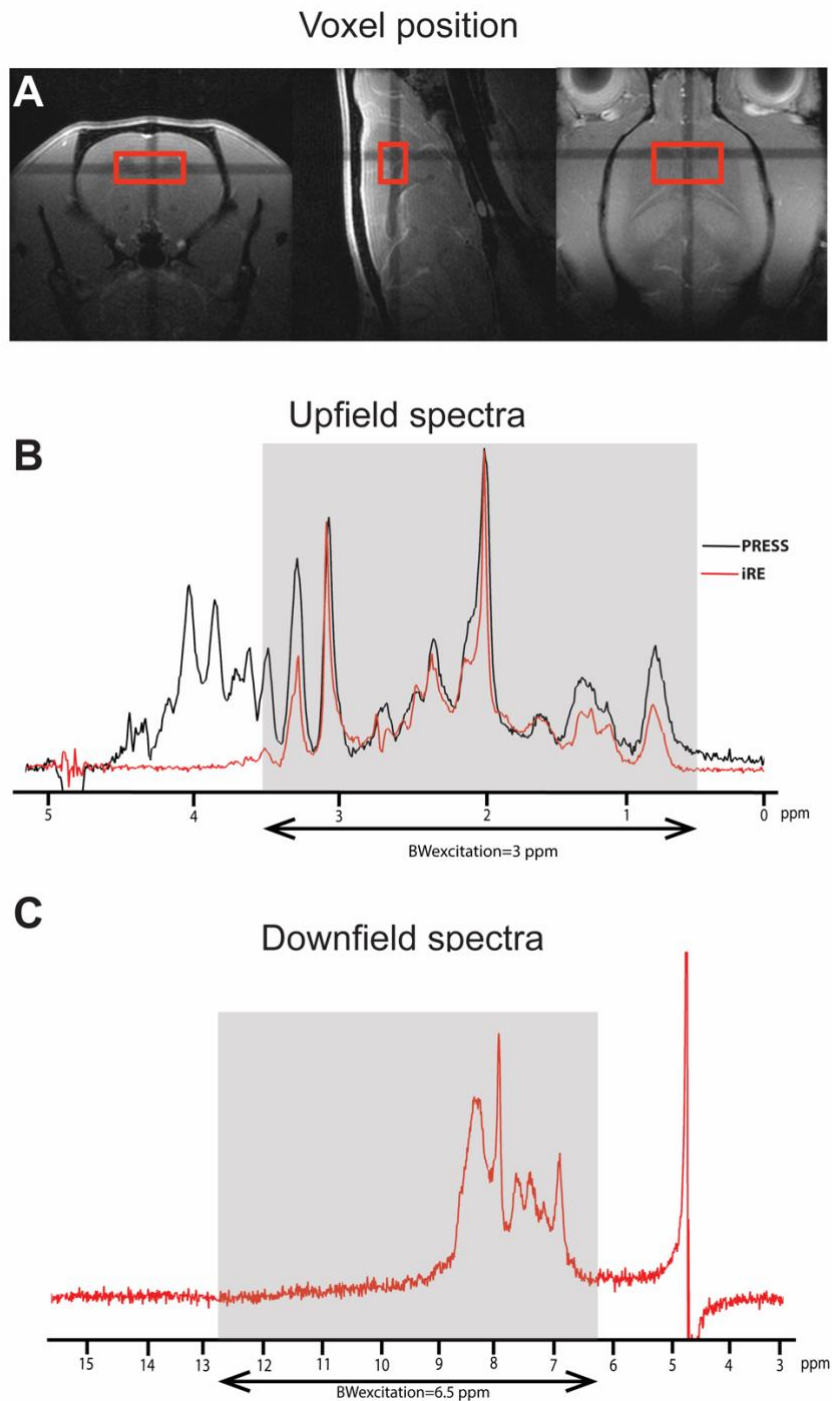 Voxel position
A
Upfield spectra
B
PRESS
iRE
5 4 3 2 1 0 ppm
BWexcitation=3 ppm
C
Downfield spectra
15 14 13 12 11 10 9 8 7 6 5 4 3 ppm
BWexcitation=6.5 ppm